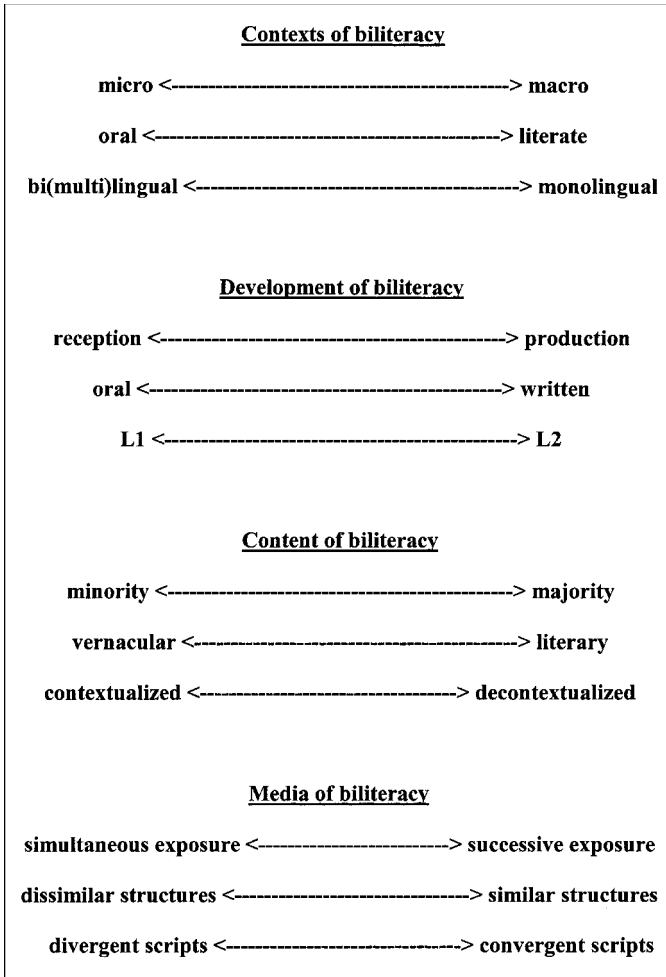 Contexts of biliteracy
micro <----------------------------------------------> macro
oral <----------------------------------------------> literate
bi(multi)lingual <--------------------------------------------> monolingual
Development of biliteracy
reception <----------------------------------------------> production
oral <------------------------------------------------> written
L1 <------------------------------------------------> L2
Content of biliteracy
minority <----------------------------------------------> majority
vernacular <-------------------------------------------> literary
contextualized <----------------------------------> decontextualized
Media of biliteracy
simultaneous exposure <--------------------------> successive exposure
dissimilar structures <--------------------------------> similar structures
divergent scripts <--------------------------------> convergent scripts